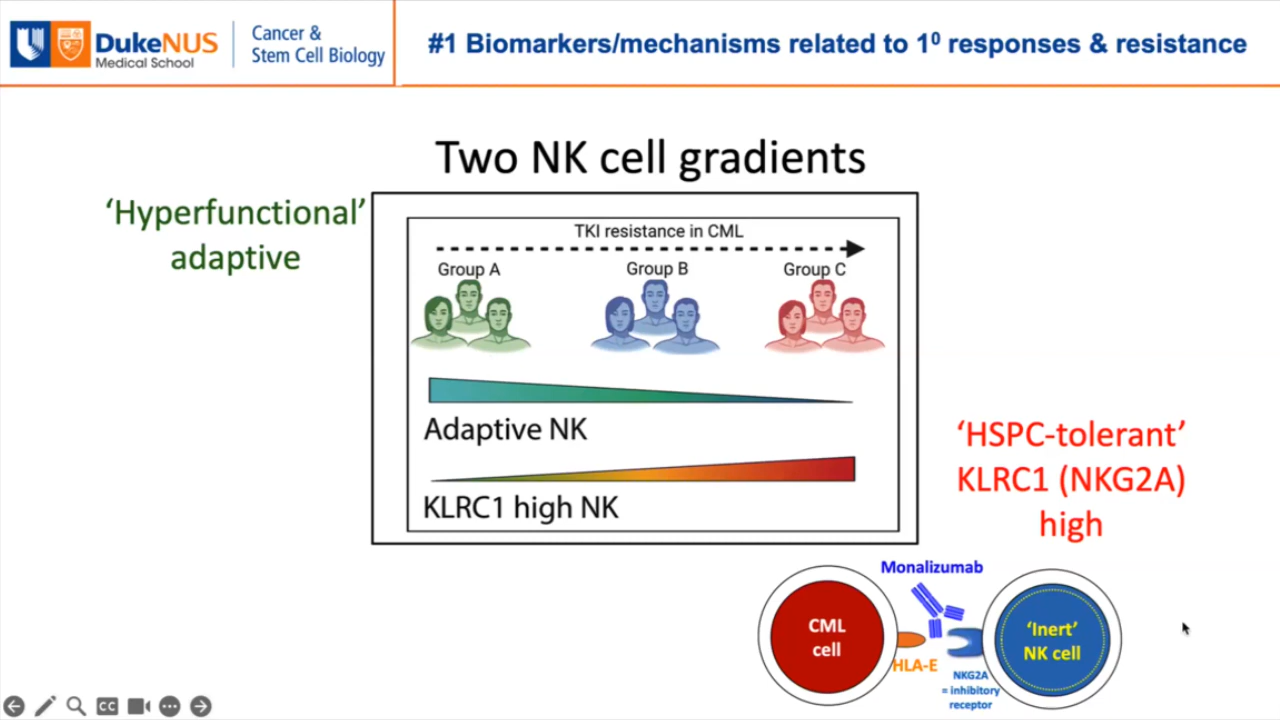 DukeNUS
Medical School
Cancer &
Stem Cell Biology
#1 Biomarkers/mechanisms related to 1⁰ responses & resistance
Two NK cell gradients
‘Hyperfunctional’
adaptive
TKI resistance in CML
Group A
Group B
Group C
Adaptive NK
KLRC1 high NK
‘HSPC-tolerant’
KLRC1 (NKG2A)
high
Monalizumab
CML
cell
HLA-E
NKG2A
= inhibitory
receptor
‘Inert’
NK cell
CC